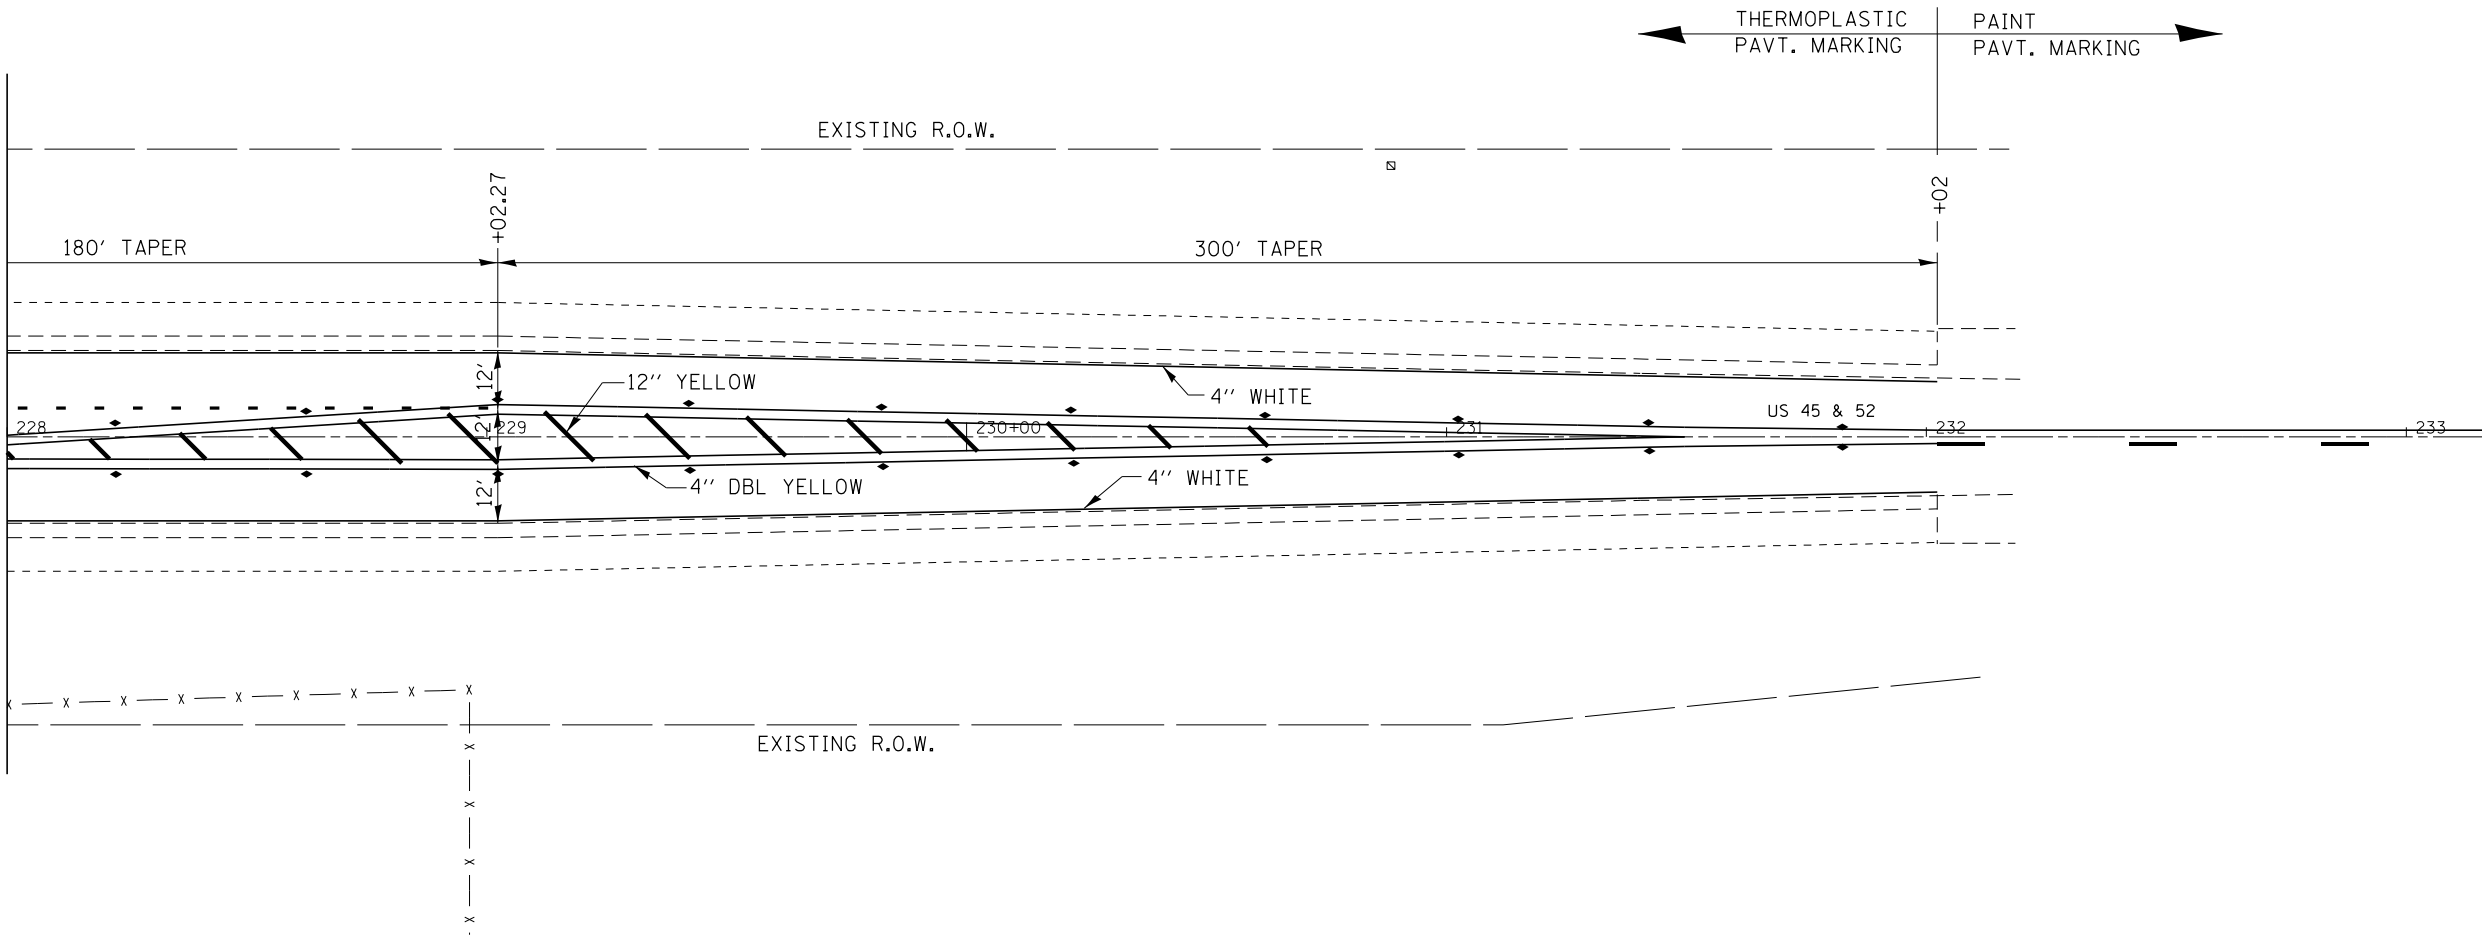 THERMOPLASTIC
PAVT. MARKING
PAINT
PAVT. MARKING
EXISTING R.O.W.
+02.27
+02
180' TAPER
300' TAPER
12'
12'' YELLOW
4'' WHITE
US 45 & 52
228
12'
229
230+00
231
232
233
12'
4'' DBL YELLOW
4'' WHITE
X X X X X X X X X
EXISTING R.O.W.
X
X
X
X